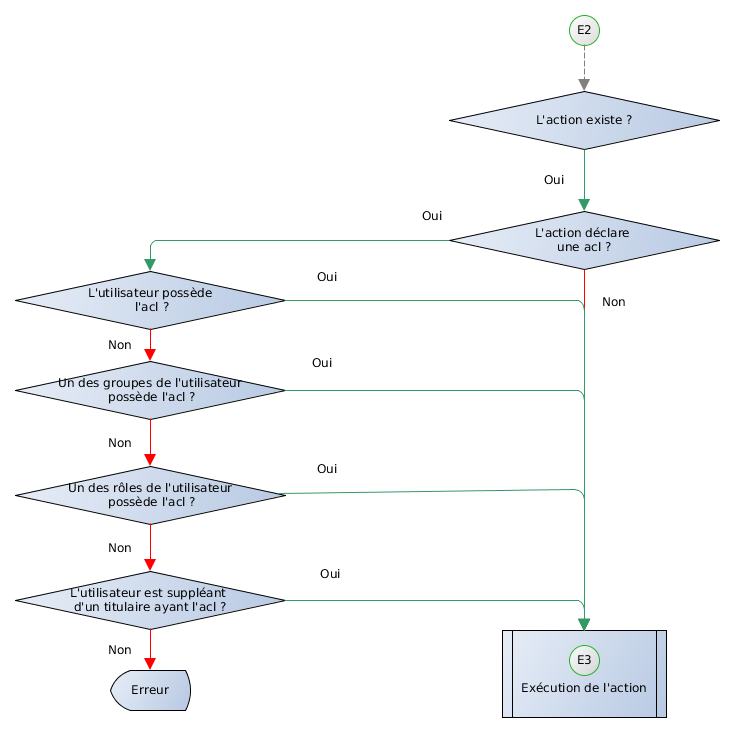 E2
L'action existe ?
Oui
Oui
L'action déclare
une acl ?
Oui
L'utilisateur possède
l'acl ?
Non
Non
Oui
Un des groupes de l'utilisateur
possède l'acl ?
Non
Oui
Un des rôles de l'utilisateur
possède l'acl ?
Non
Oui
L'utilisateur est suppléant
d'un titulaire ayant l'acl ?
Non
E3
Exécution de l'action
Erreur